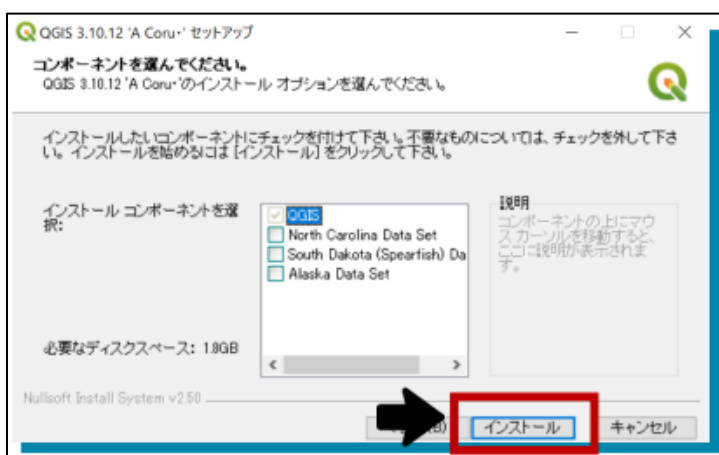 QGIS 3.10.12 'A Coru・' セットアップ
コンポーネントを選んでください。
QGIS 3.10.12 'A Coru・'のインストール オプションを選んでください。
インストールしたいコンポーネントにチェックを付けて下さい。不要なものについては、チェックを外して下さ
い。インストールを始めるには [インストール] をクリックして下さい。
インストール コンポーネントを選
択:
QGIS
North Carolina Data Set
South Dakota (Spearfish) Da
Alaska Data Set
説明
コンポーネントの上にマウ
ス カーソルを移動すると、
ここに説明が表示されま
す。
必要なディスクスペース: 1.8GB
Nullsoft Install System v2.50
(B)
インストール
キャンセル